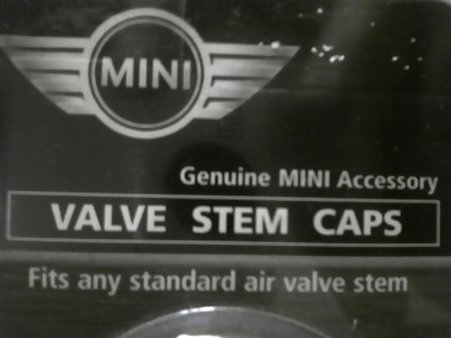 MINI
Genuine MINI Accessory
VALVE STEM CAPS
Fits any standard air valve stem